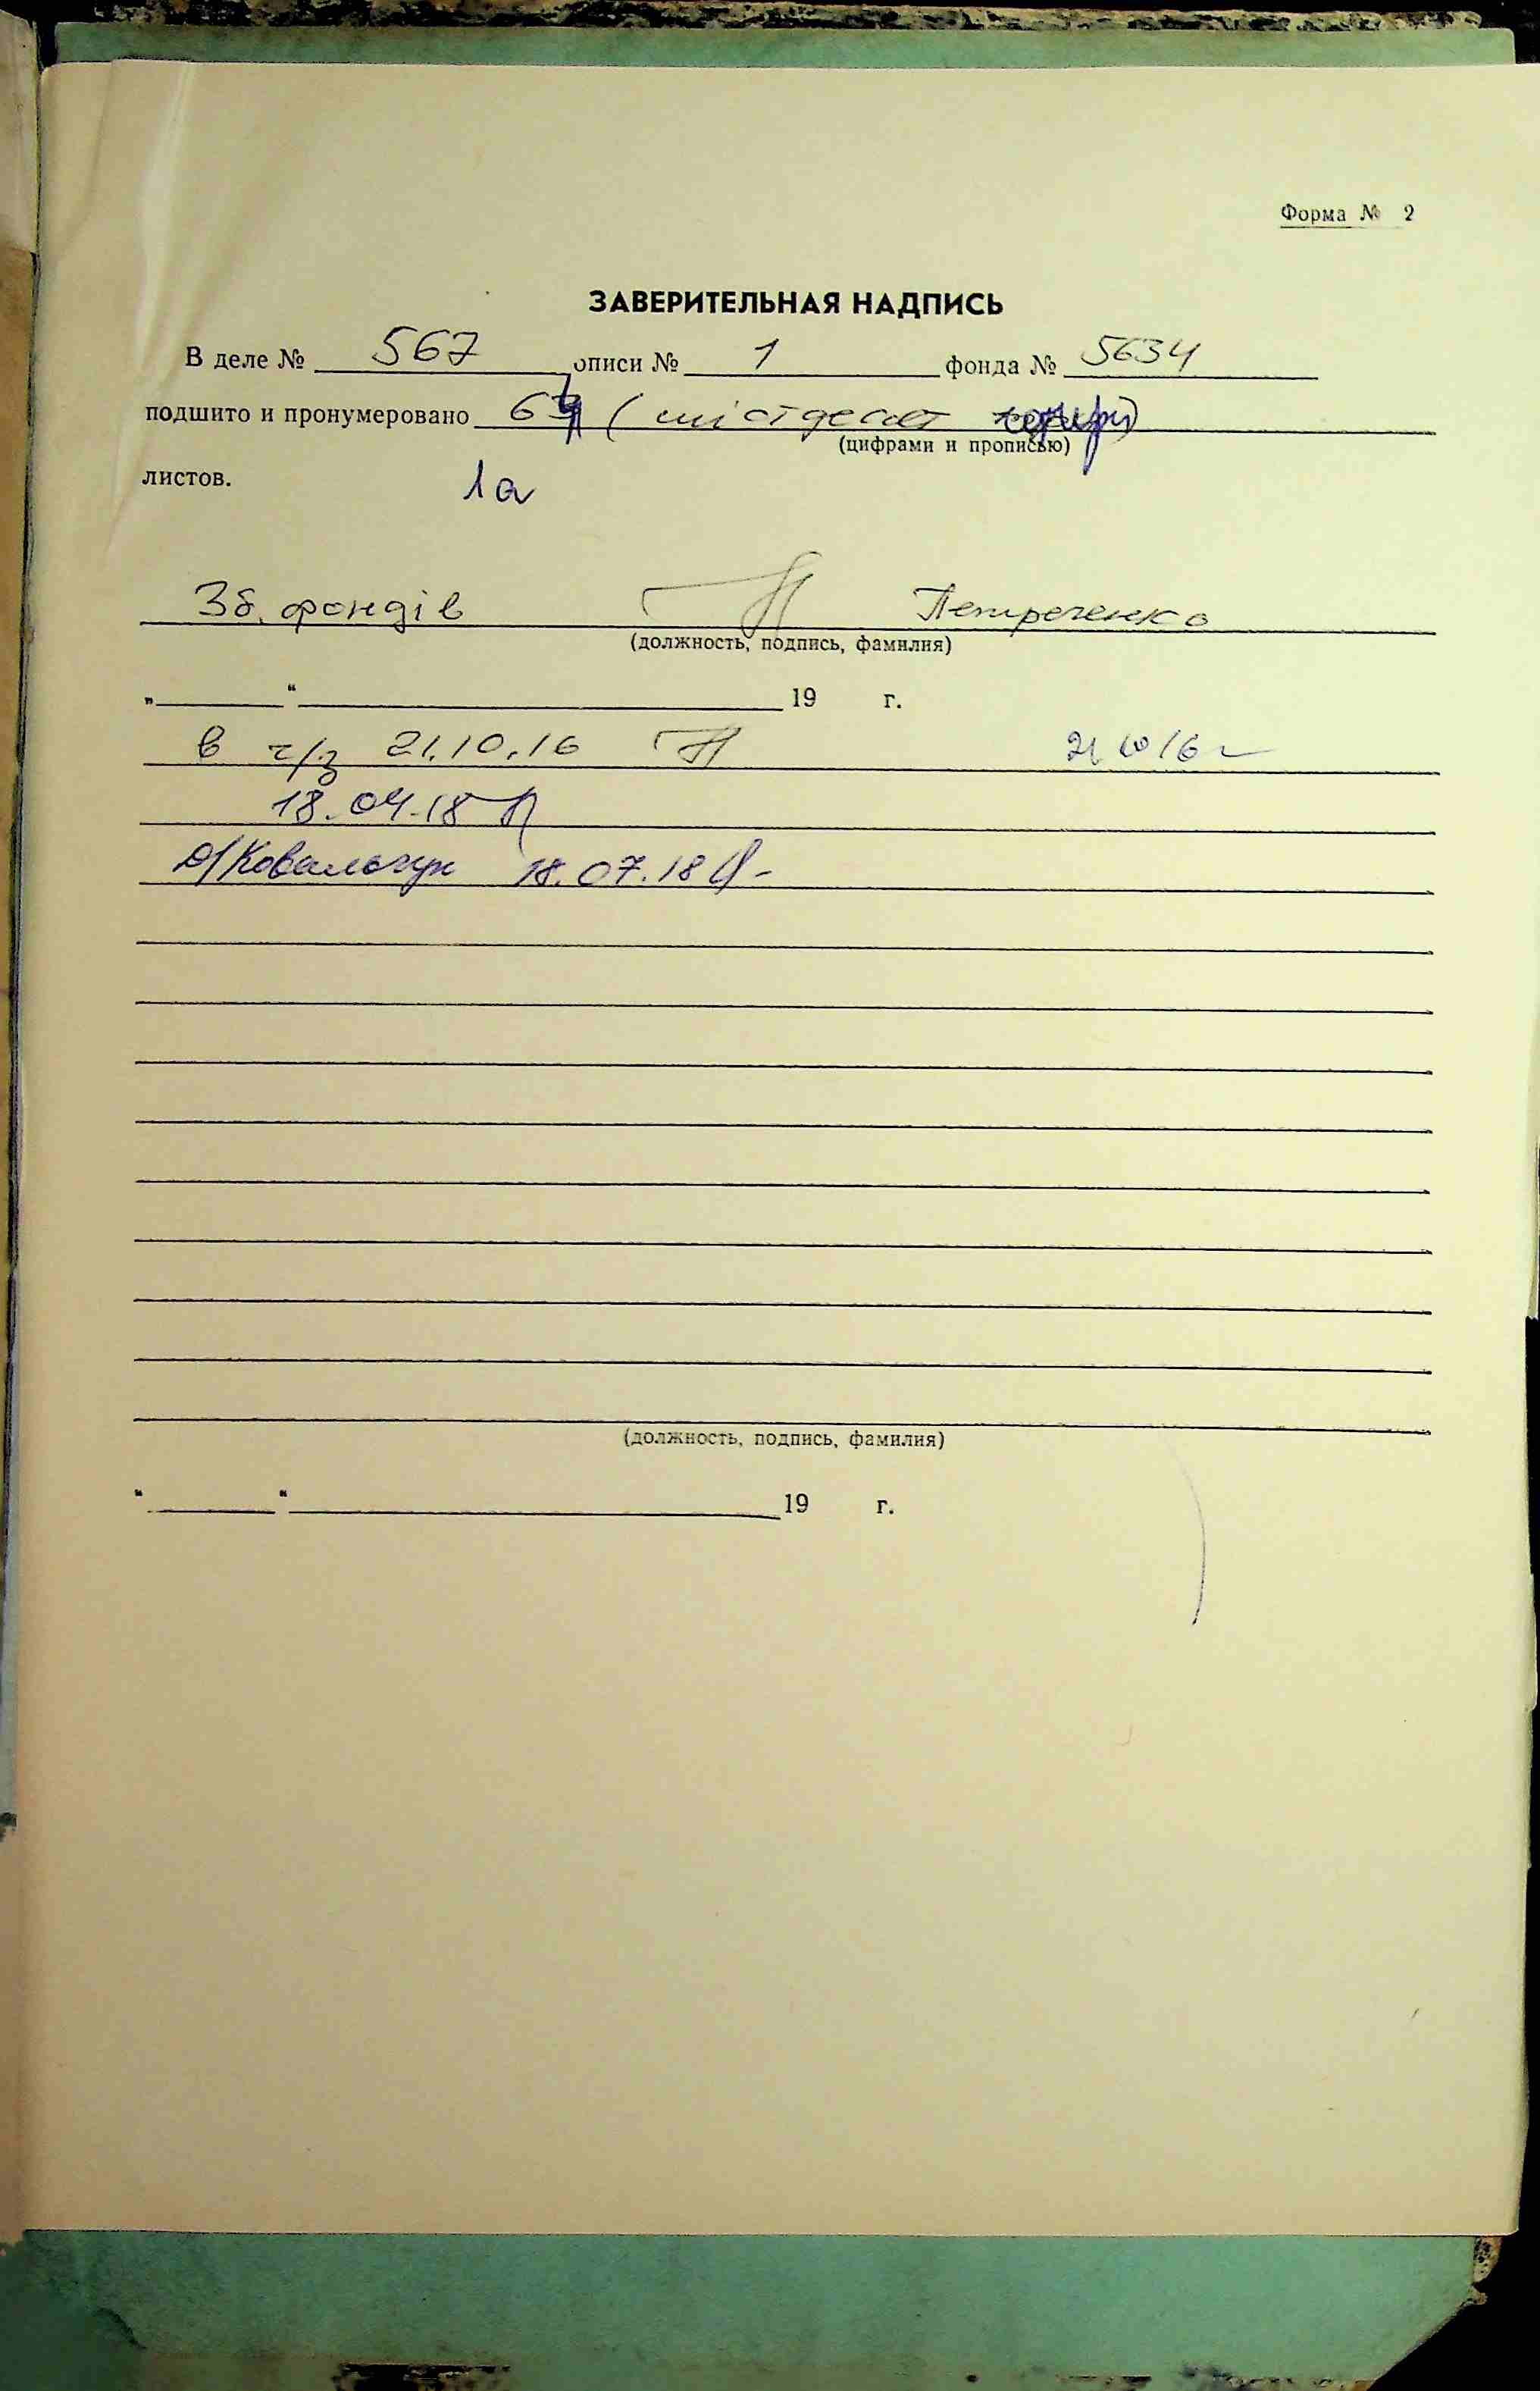 Форма № 2
ЗАВЕРИТЕЛЬНАЯ НАДПИСЬ
В деле № 567 описи № 1 фонда № 5634
подшито и пронумеровано 64 (шістдесят чотири)
(цифрами и прописью)
листов. 1а
Зб. фондів Петреченко
(должность, подпись, фамилия)
„ “ 19 г.
в ч/з 21.10.16 21.10.16
18.04.18
Ковальчук 18.07.18
(должность, подпись, фамилия)
“ “ 19 г.